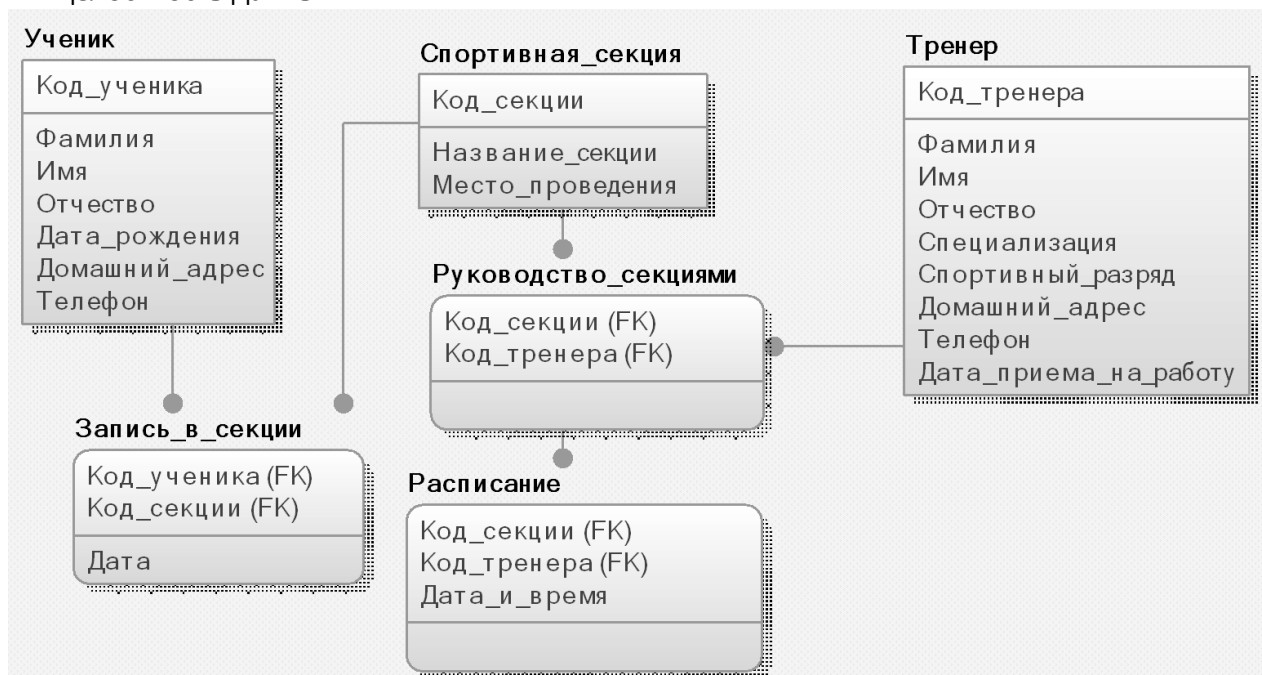 Ученик
Код_ученика
Фамилия
Имя
Отчество
Дата_рождения
Домашний_адрес
Телефон
Спортивная_секция
Код_секции
Название_секции
Место_проведения
Тренер
Код_тренера
Фамилия
Имя
Отчество
Специализация
Спортивный_разряд
Домашний_адрес
Телефон
Дата_приема_на_работу
Руководство_секциями
Код_секции (FK)
Код_тренера (FK)
Запись_в_секции
Код_ученика (FK)
Код_секции (FK)
Дата
Расписание
Код_секции (FK)
Код_тренера (FK)
Дата_и_время